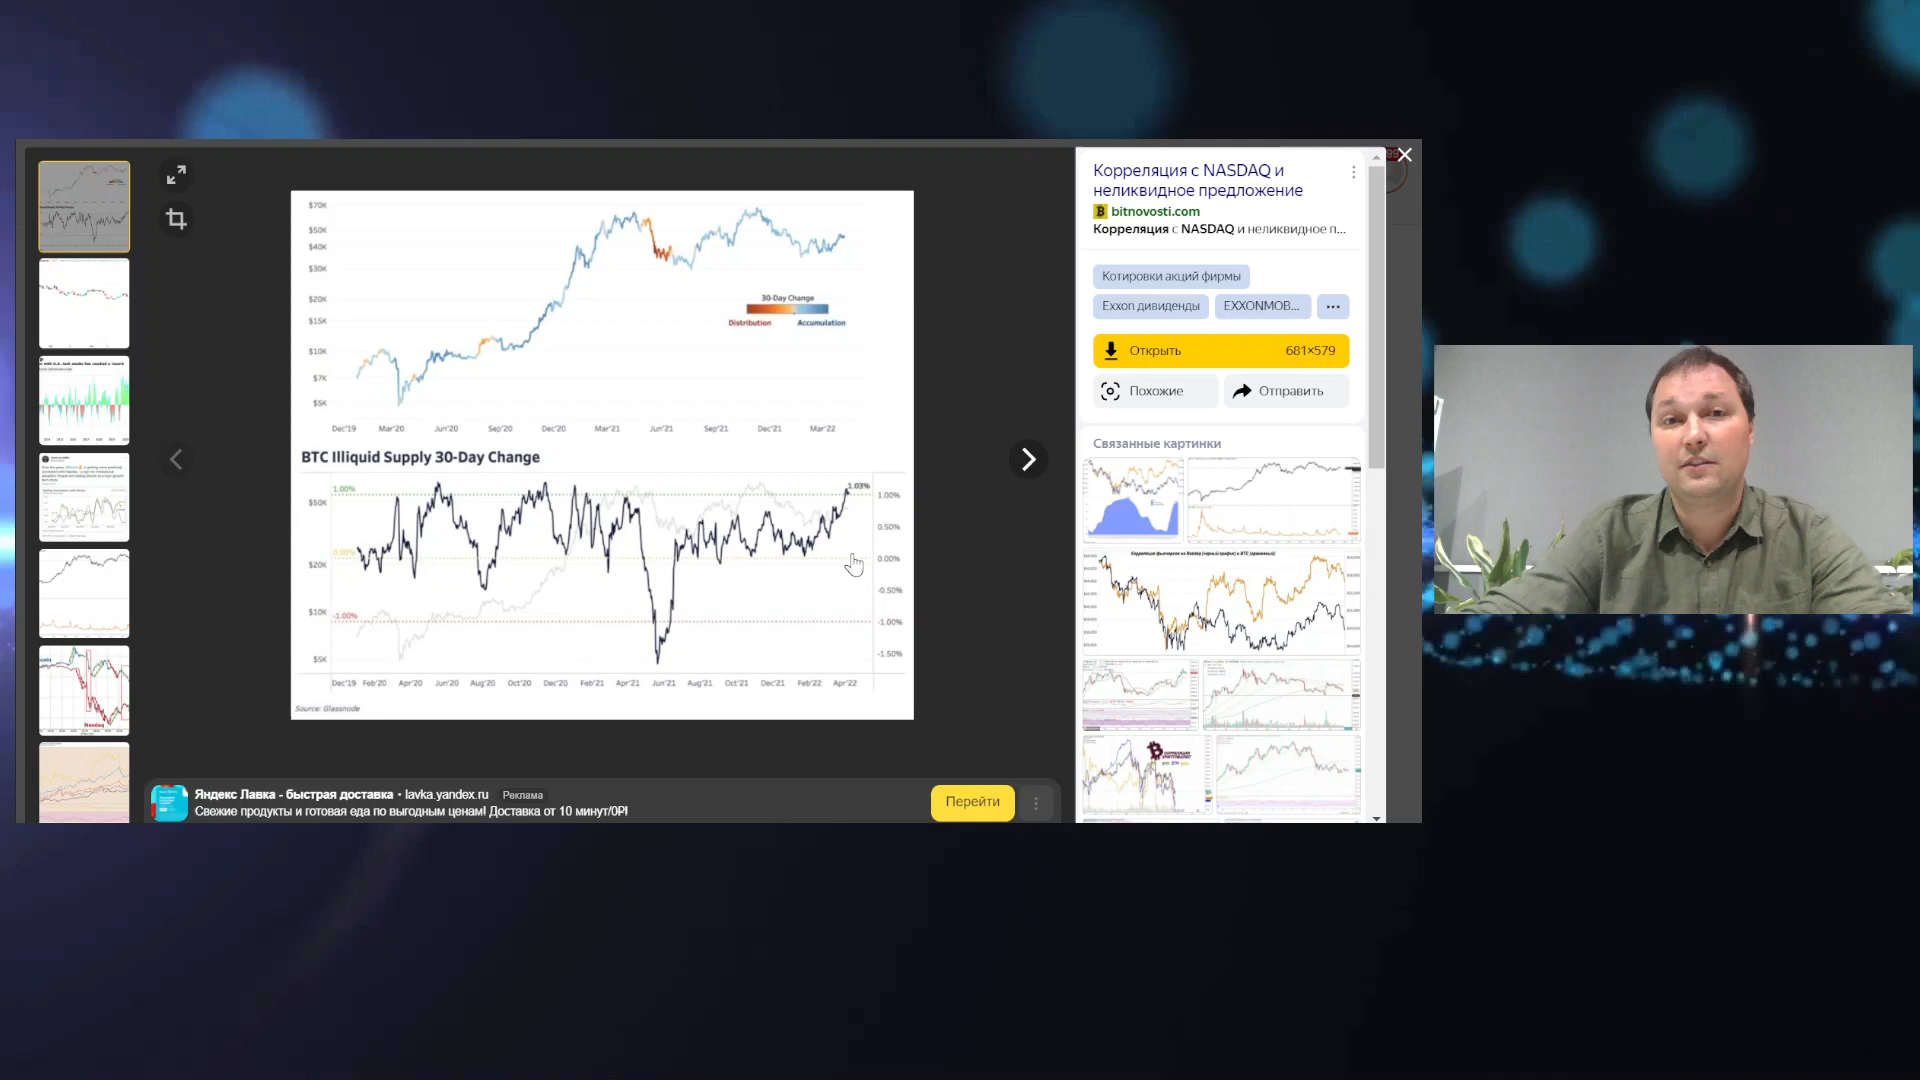 $70K
$50K
$40K
$30K
$20K
$15K
$10K
$7K
$5K
30-Day Change
Distribution Accumulation
Dec'19 Mar'20 Jun'20 Sep'20 Dec'20 Mar'21 Jun'21 Sep'21 Dec'21 Mar'22
BTC Illiquid Supply 30-Day Change
1.00%
0.00%
-1.00%
$50K
$20K
$10K
$5K
1.03%
1.00%
0.50%
0.00%
-0.50%
-1.00%
-1.50%
Dec'19 Feb'20 Apr'20 Jun'20 Aug'20 Oct'20 Dec'20 Feb'21 Apr'21 Jun'21 Aug'21 Oct'21 Dec'21 Feb'22 Apr'22
Source: Glassnode
Яндекс Лавка - быстрая доставка • lavka.yandex.ru Реклама
Свежие продукты и готовая еда по выгодным ценам! Доставка от 10 минут/0₽!
Перейти
Корреляция с NASDAQ и
неликвидное предложение
bitnovosti.com
Корреляция с NASDAQ и неликвидное п...
Котировки акций фирмы
Exxon дивиденды EXXONMOB... ...
Открыть 681×579
Похожие Отправить
Связанные картинки
Nasdaq